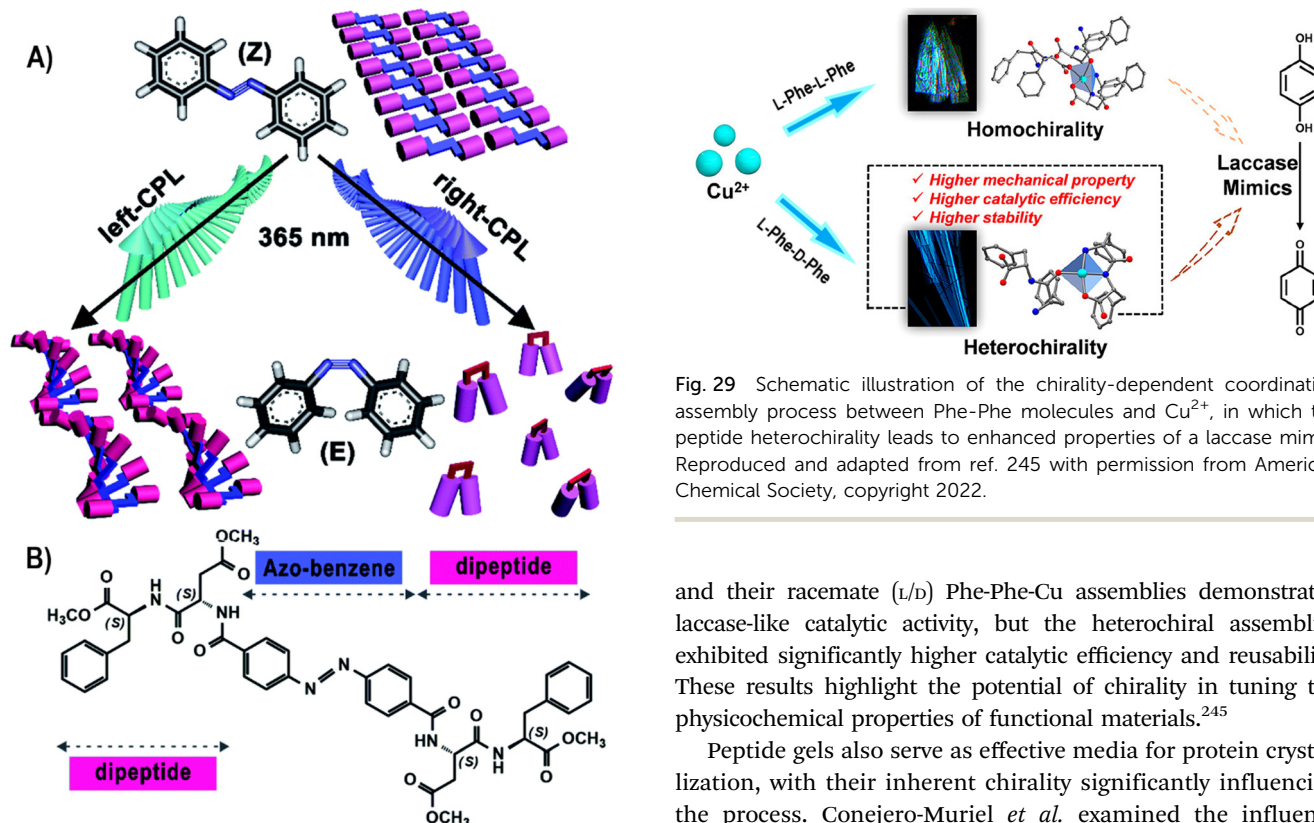 A)
(Z)
left-CPL
365 nm
right-CPL
(E)
B)
OCH₃
O
Azo-benzene
dipeptide
O
H₃CO
(S)
H
N
O
(S)
NH
O
N
N
O
NH
O
(S)
N
H
(S)
O
OCH₃
O
OCH₃
dipeptide
Cu²⁺
L-Phe-L-Phe
L-Phe-D-Phe
Homochirality
✓ Higher mechanical property
✓ Higher catalytic efficiency
✓ Higher stability
Heterochirality
Laccase
Mimics
OH
OH
O
O
Fig. 29 Schematic illustration of the chirality-dependent coordinati
assembly process between Phe-Phe molecules and Cu²⁺, in which t
peptide heterochirality leads to enhanced properties of a laccase mim
Reproduced and adapted from ref. 245 with permission from Americ
Chemical Society, copyright 2022.
and their racemate (L/D) Phe-Phe-Cu assemblies demonstrat
laccase-like catalytic activity, but the heterochiral assembli
exhibited significantly higher catalytic efficiency and reusabili
These results highlight the potential of chirality in tuning t
physicochemical properties of functional materials.²⁴⁵
Peptide gels also serve as effective media for protein cryst
lization, with their inherent chirality significantly influenci
the process. Conejero-Muriel et al. examined the influen